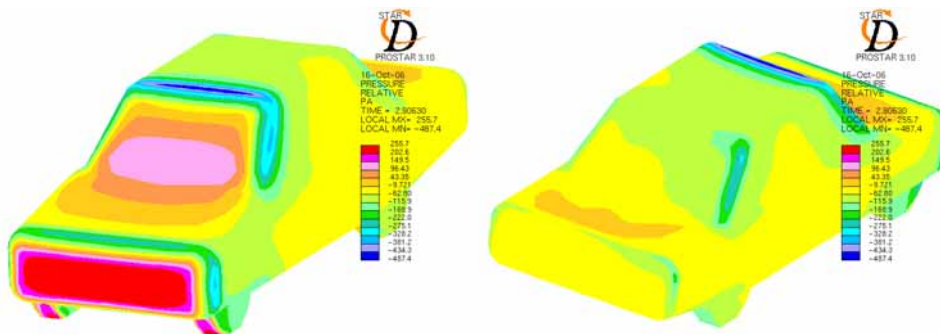 STAR
CD
PROSTAR 3.10
16-Oct-06
PRESSURE
RELATIVE
PA
TIME = 2.90630
LOCAL MX= 255.7
LOCAL MN= -487.4
255.7
202.6
149.5
96.43
43.35
-9.721
-62.80
-115.9
-168.9
-222.0
-275.1
-328.2
-381.2
-434.3
-487.4
STAR
CD
PROSTAR 3.10
16-Oct-06
PRESSURE
RELATIVE
PA
TIME = 2.90630
LOCAL MX= 255.7
LOCAL MN= -487.4
255.7
202.6
149.5
96.43
43.35
-9.721
-62.80
-115.9
-168.9
-222.0
-275.1
-328.2
-381.2
-434.3
-487.4